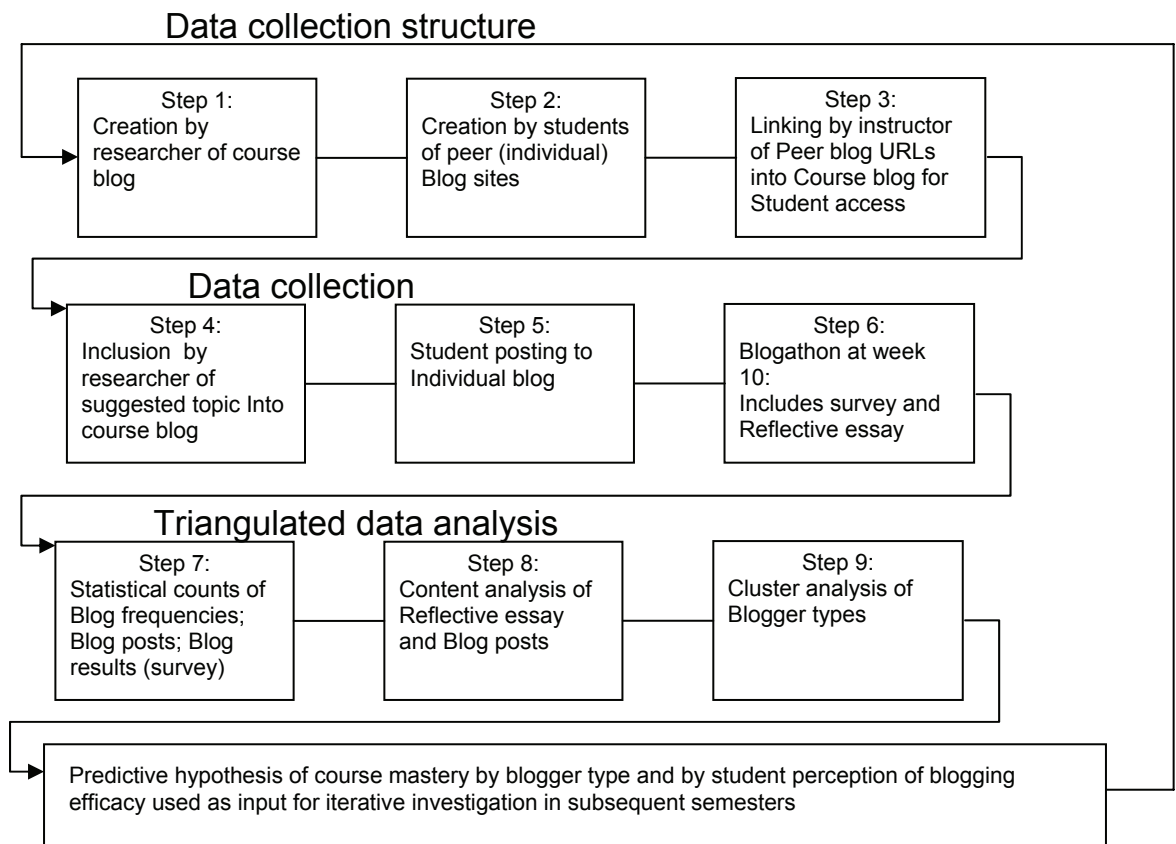 Data collection structure
Step 1:
Creation by
researcher of course
blog
Step 2:
Creation by students
of peer (individual)
Blog sites
Step 3:
Linking by instructor
of Peer blog URLs
into Course blog for
Student access
Data collection
Step 4:
Inclusion by
researcher of
suggested topic Into
course blog
Step 5:
Student posting to
Individual blog
Step 6:
Blogathon at week
10:
Includes survey and
Reflective essay
Triangulated data analysis
Step 7:
Statistical counts of
Blog frequencies;
Blog posts; Blog
results (survey)
Step 8:
Content analysis of
Reflective essay
and Blog posts
Step 9:
Cluster analysis of
Blogger types
Predictive hypothesis of course mastery by blogger type and by student perception of blogging
efficacy used as input for iterative investigation in subsequent semesters